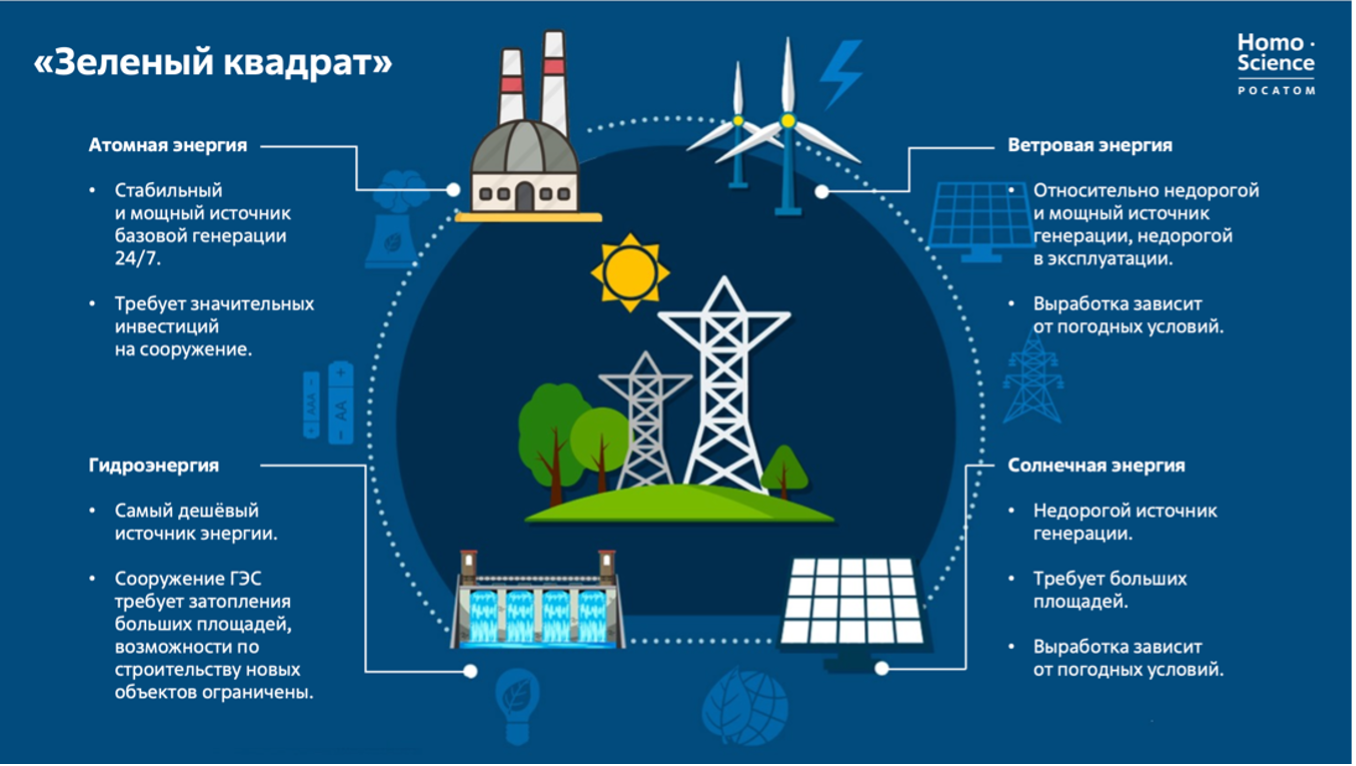 «Зеленый квадрат»
Homo ·
Science
РОСАТОМ
Атомная энергия
• Стабильный
и мощный источник
базовой генерации
24/7.
• Требует значительных
инвестиций
на сооружение.
Ветровая энергия
• Относительно недорогой
и мощный источник
генерации, недорогой
в эксплуатации.
• Выработка зависит
от погодных условий.
+ AAA –
– AA +
Гидроэнергия
• Самый дешёвый
источник энергии.
• Сооружение ГЭС
требует затопления
больших площадей,
возможности по
строительству новых
объектов ограничены.
Солнечная энергия
• Недорогой источник
генерации.
• Требует больших
площадей.
• Выработка зависит
от погодных условий.